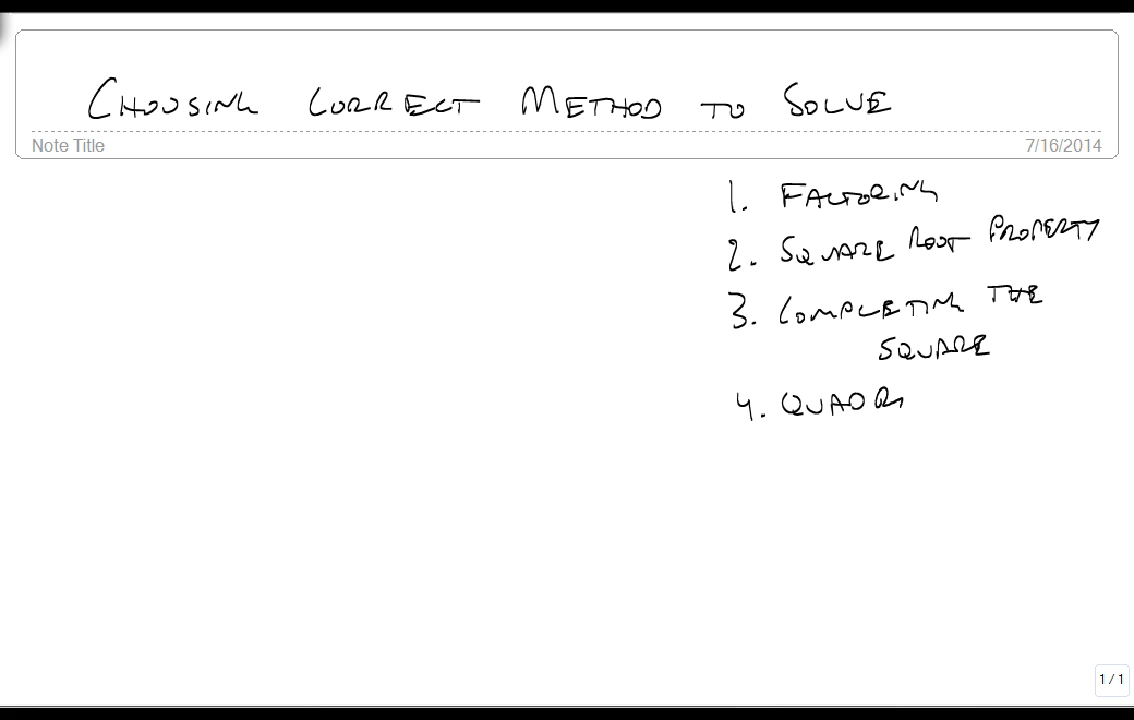 CHOOSING CORRECT METHOD TO SOLVE
Note Title
7/16/2014
1. FACTORING
2. SQUARE ROOT PROPERTY
3. COMPLETING THE
SQUARE
4. QUADR
1 / 1